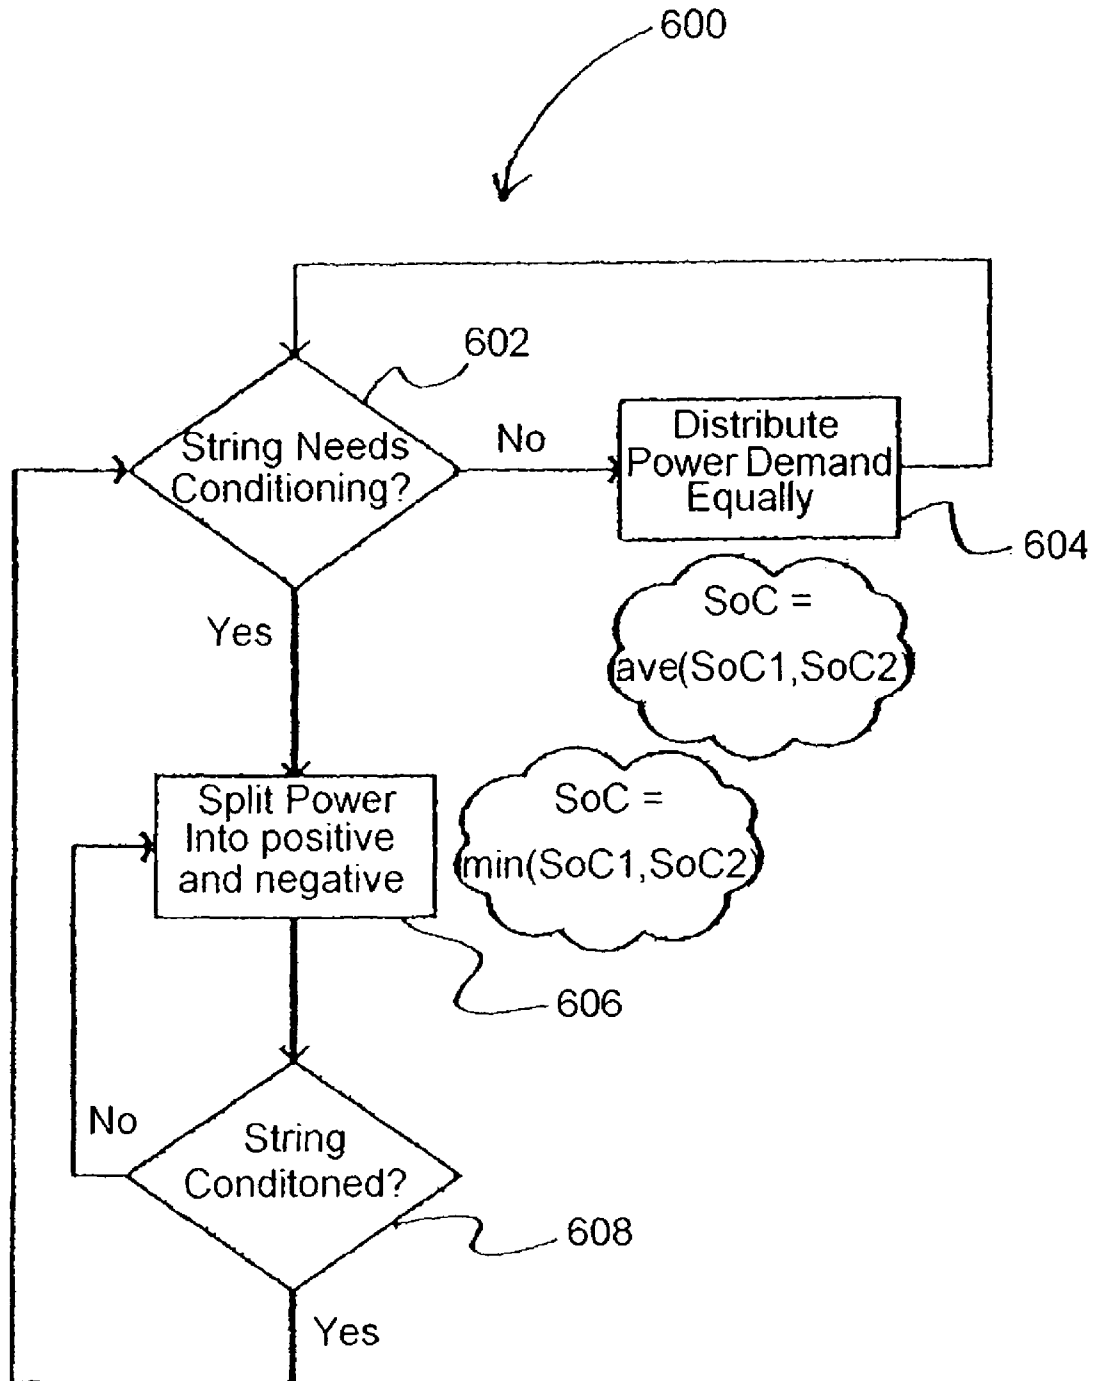 600
602
String Needs
Conditioning?
No
Distribute
Power Demand
Equally
604
SoC =
ave(SoC1,SoC2)
Yes
Split Power
Into positive
and negative
SoC =
min(SoC1,SoC2)
606
No
String
Conditoned?
608
Yes